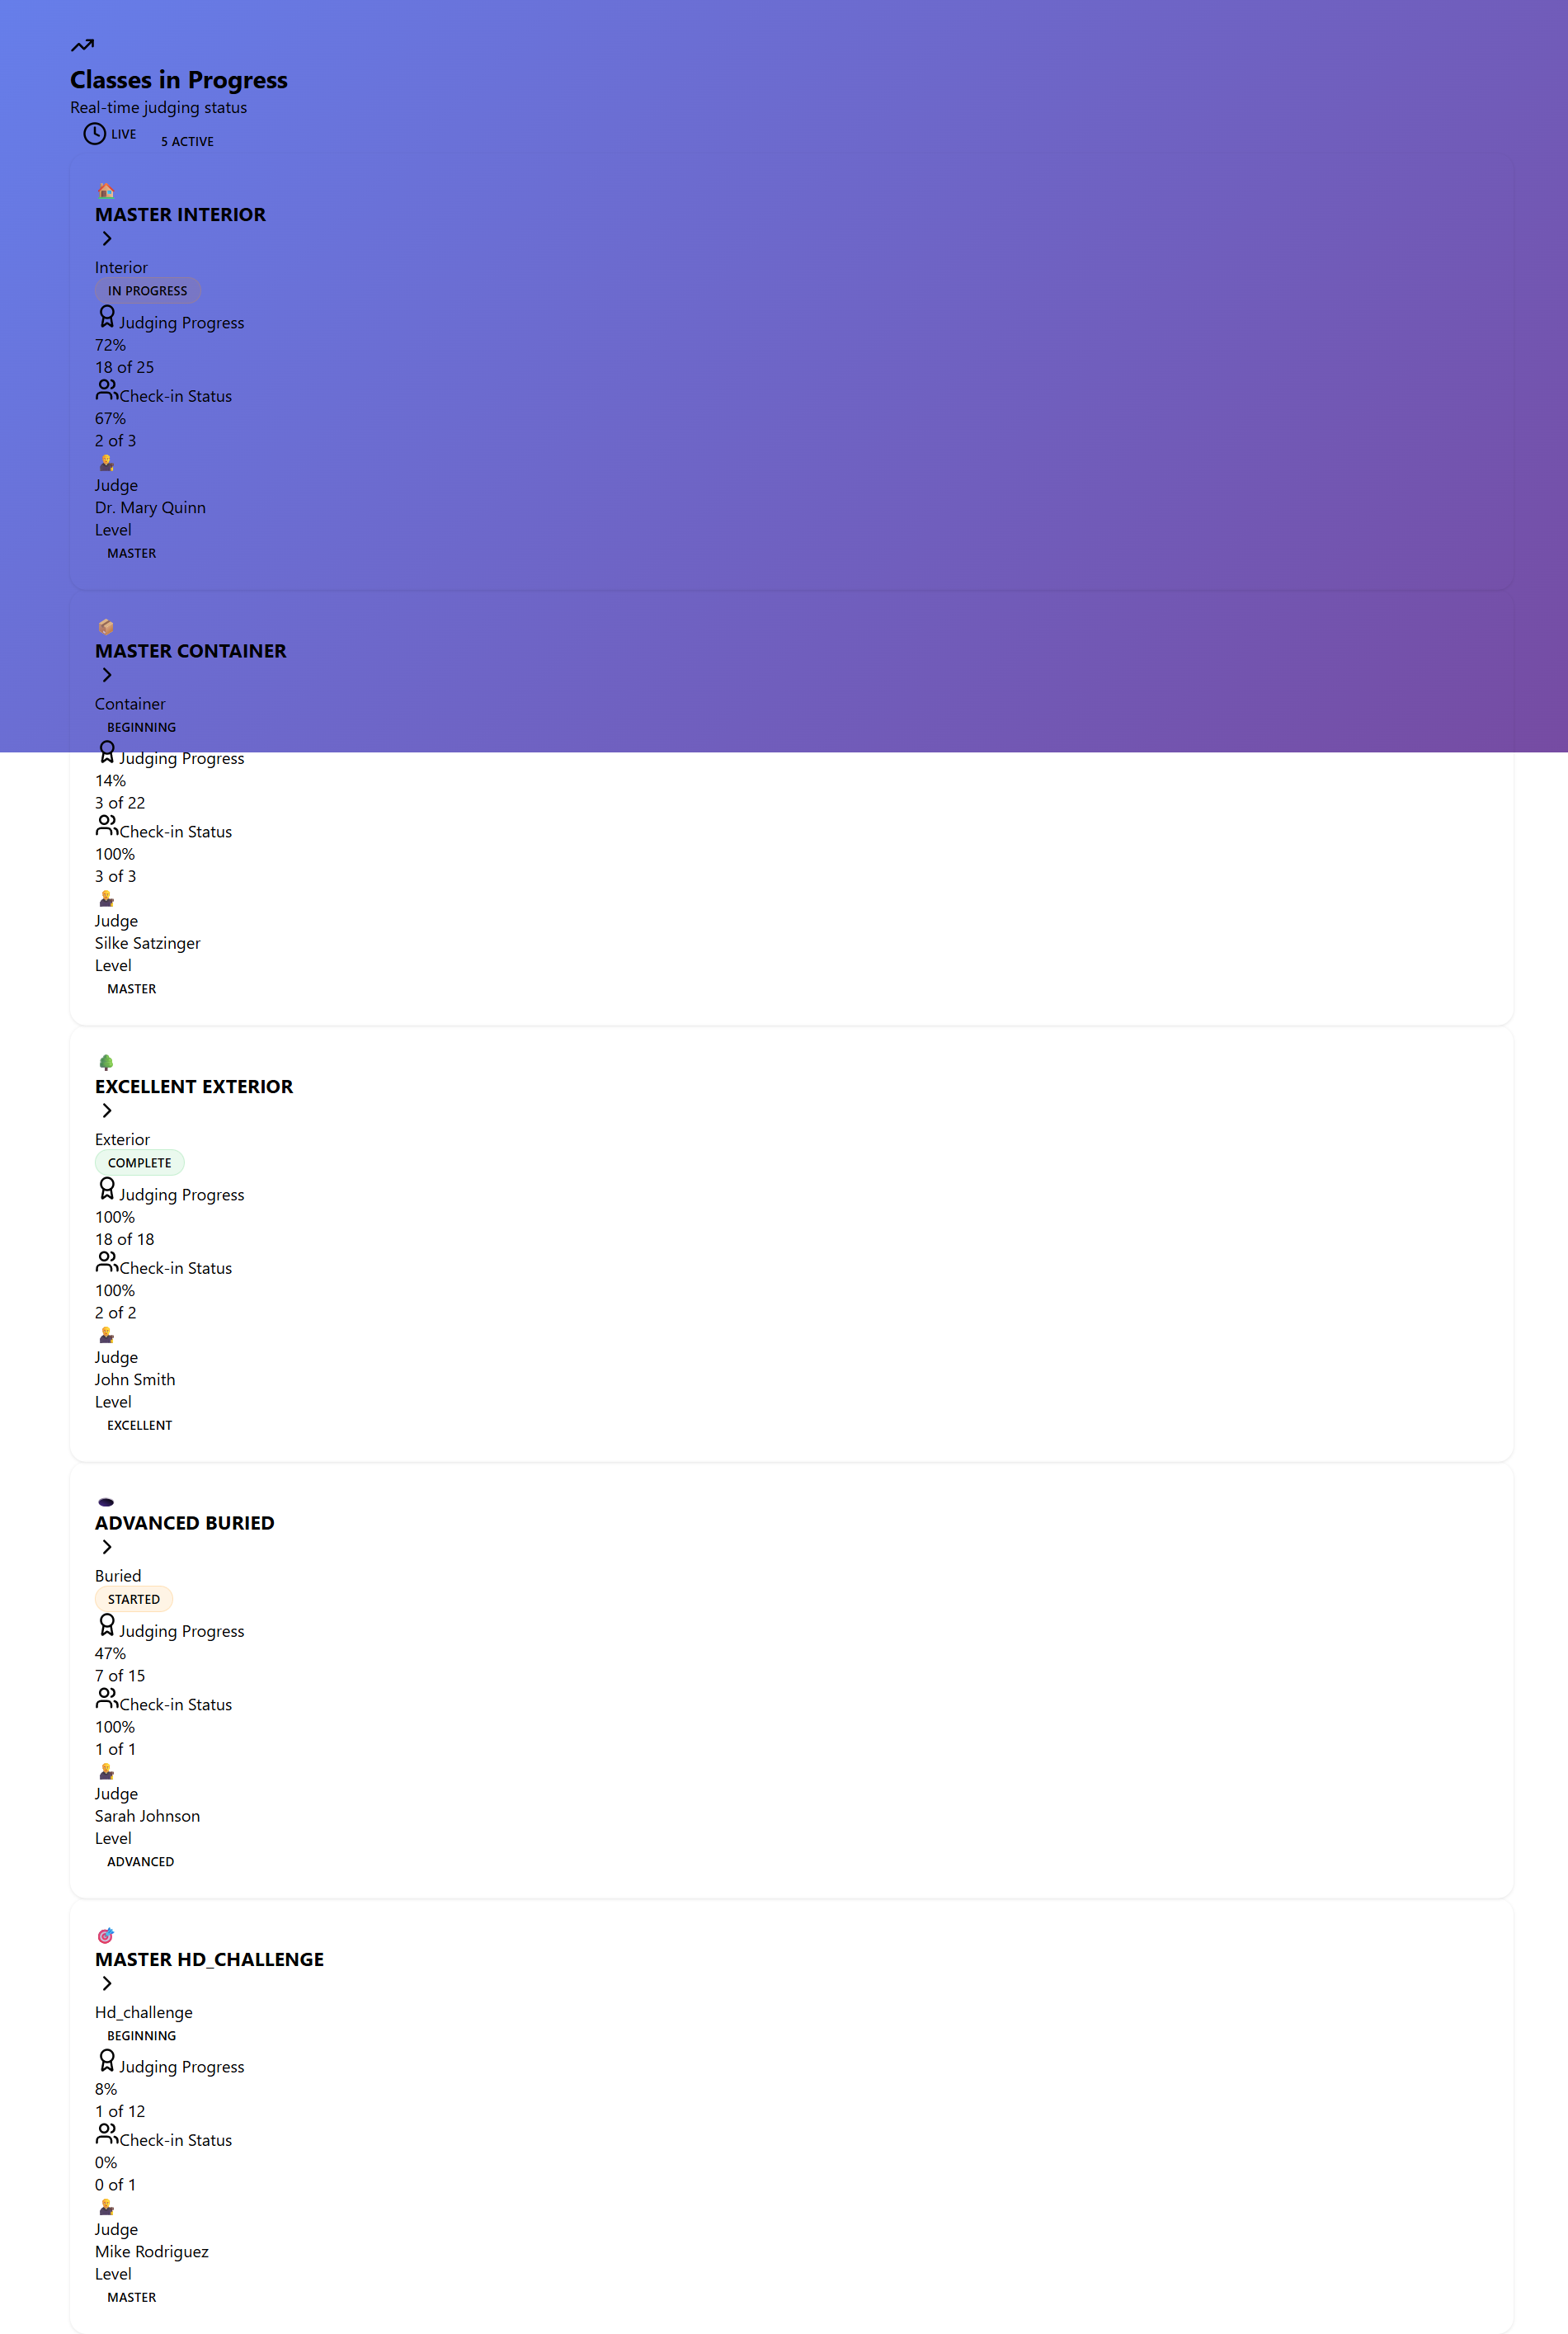 Classes in Progress
Real-time judging status
LIVE 5 ACTIVE
MASTER INTERIOR
Interior
IN PROGRESS
Judging Progress
72%
18 of 25
Check-in Status
67%
2 of 3
Judge
Dr. Mary Quinn
Level
MASTER
MASTER CONTAINER
Container
BEGINNING
Judging Progress
14%
3 of 22
Check-in Status
100%
3 of 3
Judge
Silke Satzinger
Level
MASTER
EXCELLENT EXTERIOR
Exterior
COMPLETE
Judging Progress
100%
18 of 18
Check-in Status
100%
2 of 2
Judge
John Smith
Level
EXCELLENT
ADVANCED BURIED
Buried
STARTED
Judging Progress
47%
7 of 15
Check-in Status
100%
1 of 1
Judge
Sarah Johnson
Level
ADVANCED
MASTER HD_CHALLENGE
Hd_challenge
BEGINNING
Judging Progress
8%
1 of 12
Check-in Status
0%
0 of 1
Judge
Mike Rodriguez
Level
MASTER